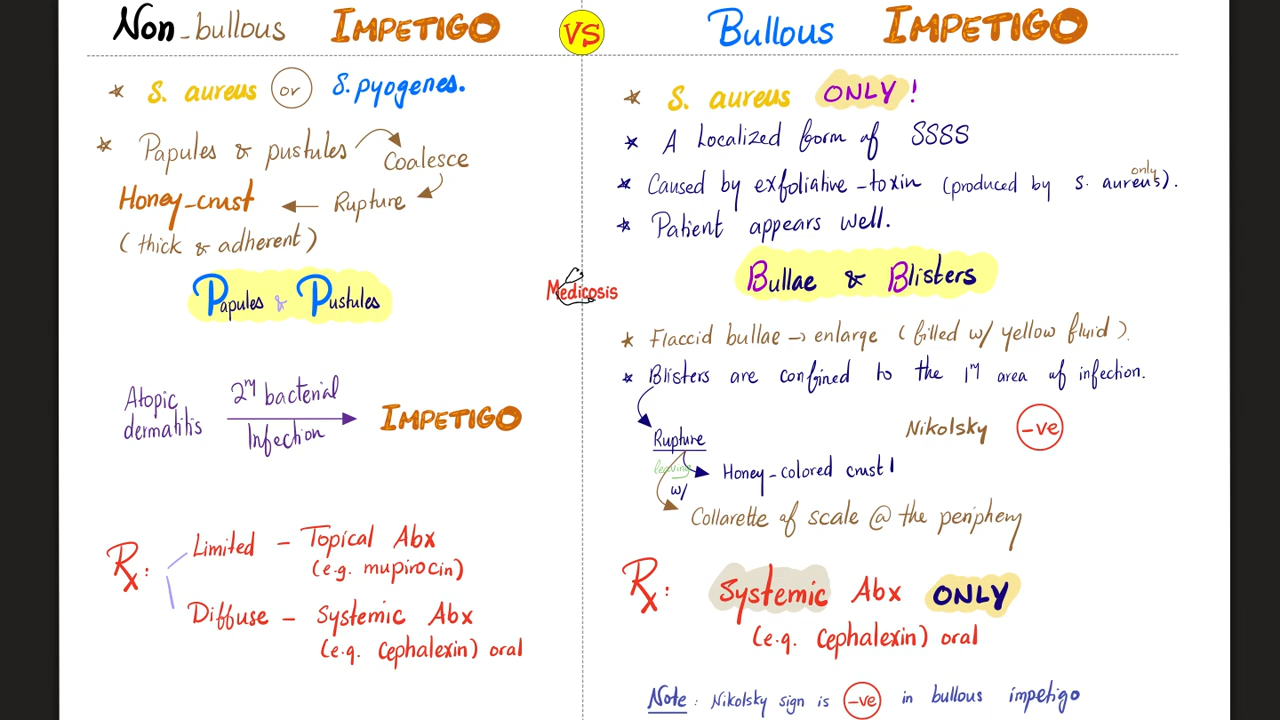 Non-bullous IMPETIGO
* S. aureus or S. pyogenes.
* Papules & pustules → Coalesce
Honey-crust ← Rupture
(thick & adherent)
Papules & Pustules
Atopic dermatitis
2ry bacterial
Infection
IMPETIGO
Rx:
Limited - Topical Abx
(e.g. mupirocin)
Diffuse - Systemic Abx
(e.g. Cephalexin) oral
VS
Medicosis
Bullous IMPETIGO
* S. aureus ONLY!
* A Localized form of SSSS
* Caused by exfoliative-toxin (produced by S. aureus only).
* Patient appears well.
Bullae & Blisters
* Flaccid bullae → enlarge (filled w/ yellow fluid).
* Blisters are confined to the 1ry area of infection.
Nikolsky -ve
Rupture
leaving
w/
Honey-colored crust
Collarette of scale @ the periphery
Rx: Systemic Abx ONLY
(e.g. Cephalexin) oral
Note: Nikolsky sign is -ve in bullous impetigo